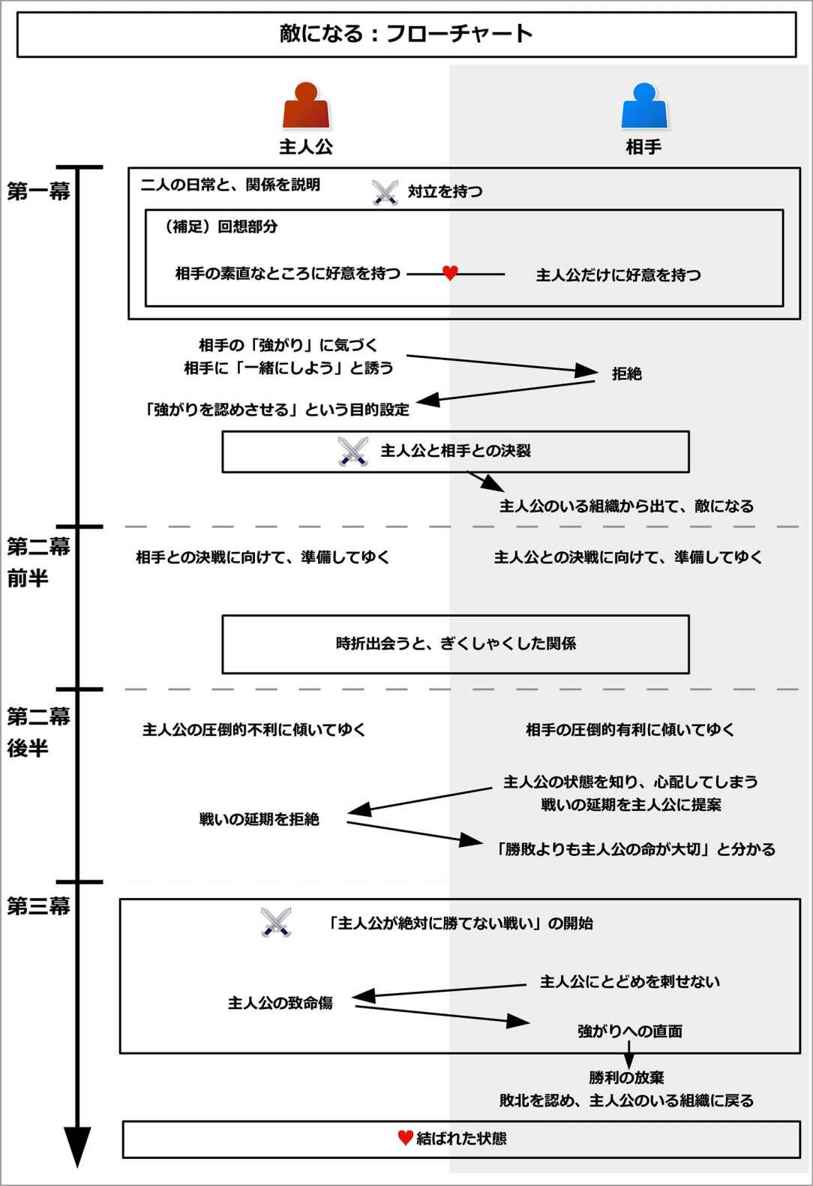 敵になる：フローチャート
主人公
相手
第一幕
二人の日常と、関係を説明
対立を持つ
（補足）回想部分
相手の素直なところに好意を持つ
主人公だけに好意を持つ
相手の「強がり」に気づく
相手に「一緒にしよう」と誘う
拒絶
「強がりを認めさせる」という目的設定
主人公と相手との決裂
主人公のいる組織から出て、敵になる
第二幕
前半
相手との決戦に向けて、準備してゆく
主人公との決戦に向けて、準備してゆく
時折出会うと、ぎくしゃくした関係
第二幕
後半
主人公の圧倒的不利に傾いてゆく
相手の圧倒的有利に傾いてゆく
主人公の状態を知り、心配してしまう
戦いの延期を主人公に提案
戦いの延期を拒絶
「勝敗よりも主人公の命が大切」と分かる
第三幕
「主人公が絶対に勝てない戦い」の開始
主人公にとどめを刺せない
主人公の致命傷
強がりへの直面
勝利の放棄
敗北を認め、主人公のいる組織に戻る
結ばれた状態